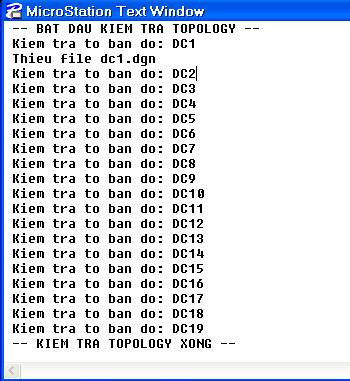 MicroStation Text Window
-- BAT DAU KIEM TRA TOPOLOGY --
Kiem tra to ban do: DC1
Thieu file dc1.dgn
Kiem tra to ban do: DC2
Kiem tra to ban do: DC3
Kiem tra to ban do: DC4
Kiem tra to ban do: DC5
Kiem tra to ban do: DC6
Kiem tra to ban do: DC7
Kiem tra to ban do: DC8
Kiem tra to ban do: DC9
Kiem tra to ban do: DC10
Kiem tra to ban do: DC11
Kiem tra to ban do: DC12
Kiem tra to ban do: DC13
Kiem tra to ban do: DC14
Kiem tra to ban do: DC15
Kiem tra to ban do: DC16
Kiem tra to ban do: DC17
Kiem tra to ban do: DC18
Kiem tra to ban do: DC19
-- KIEM TRA TOPOLOGY XONG --